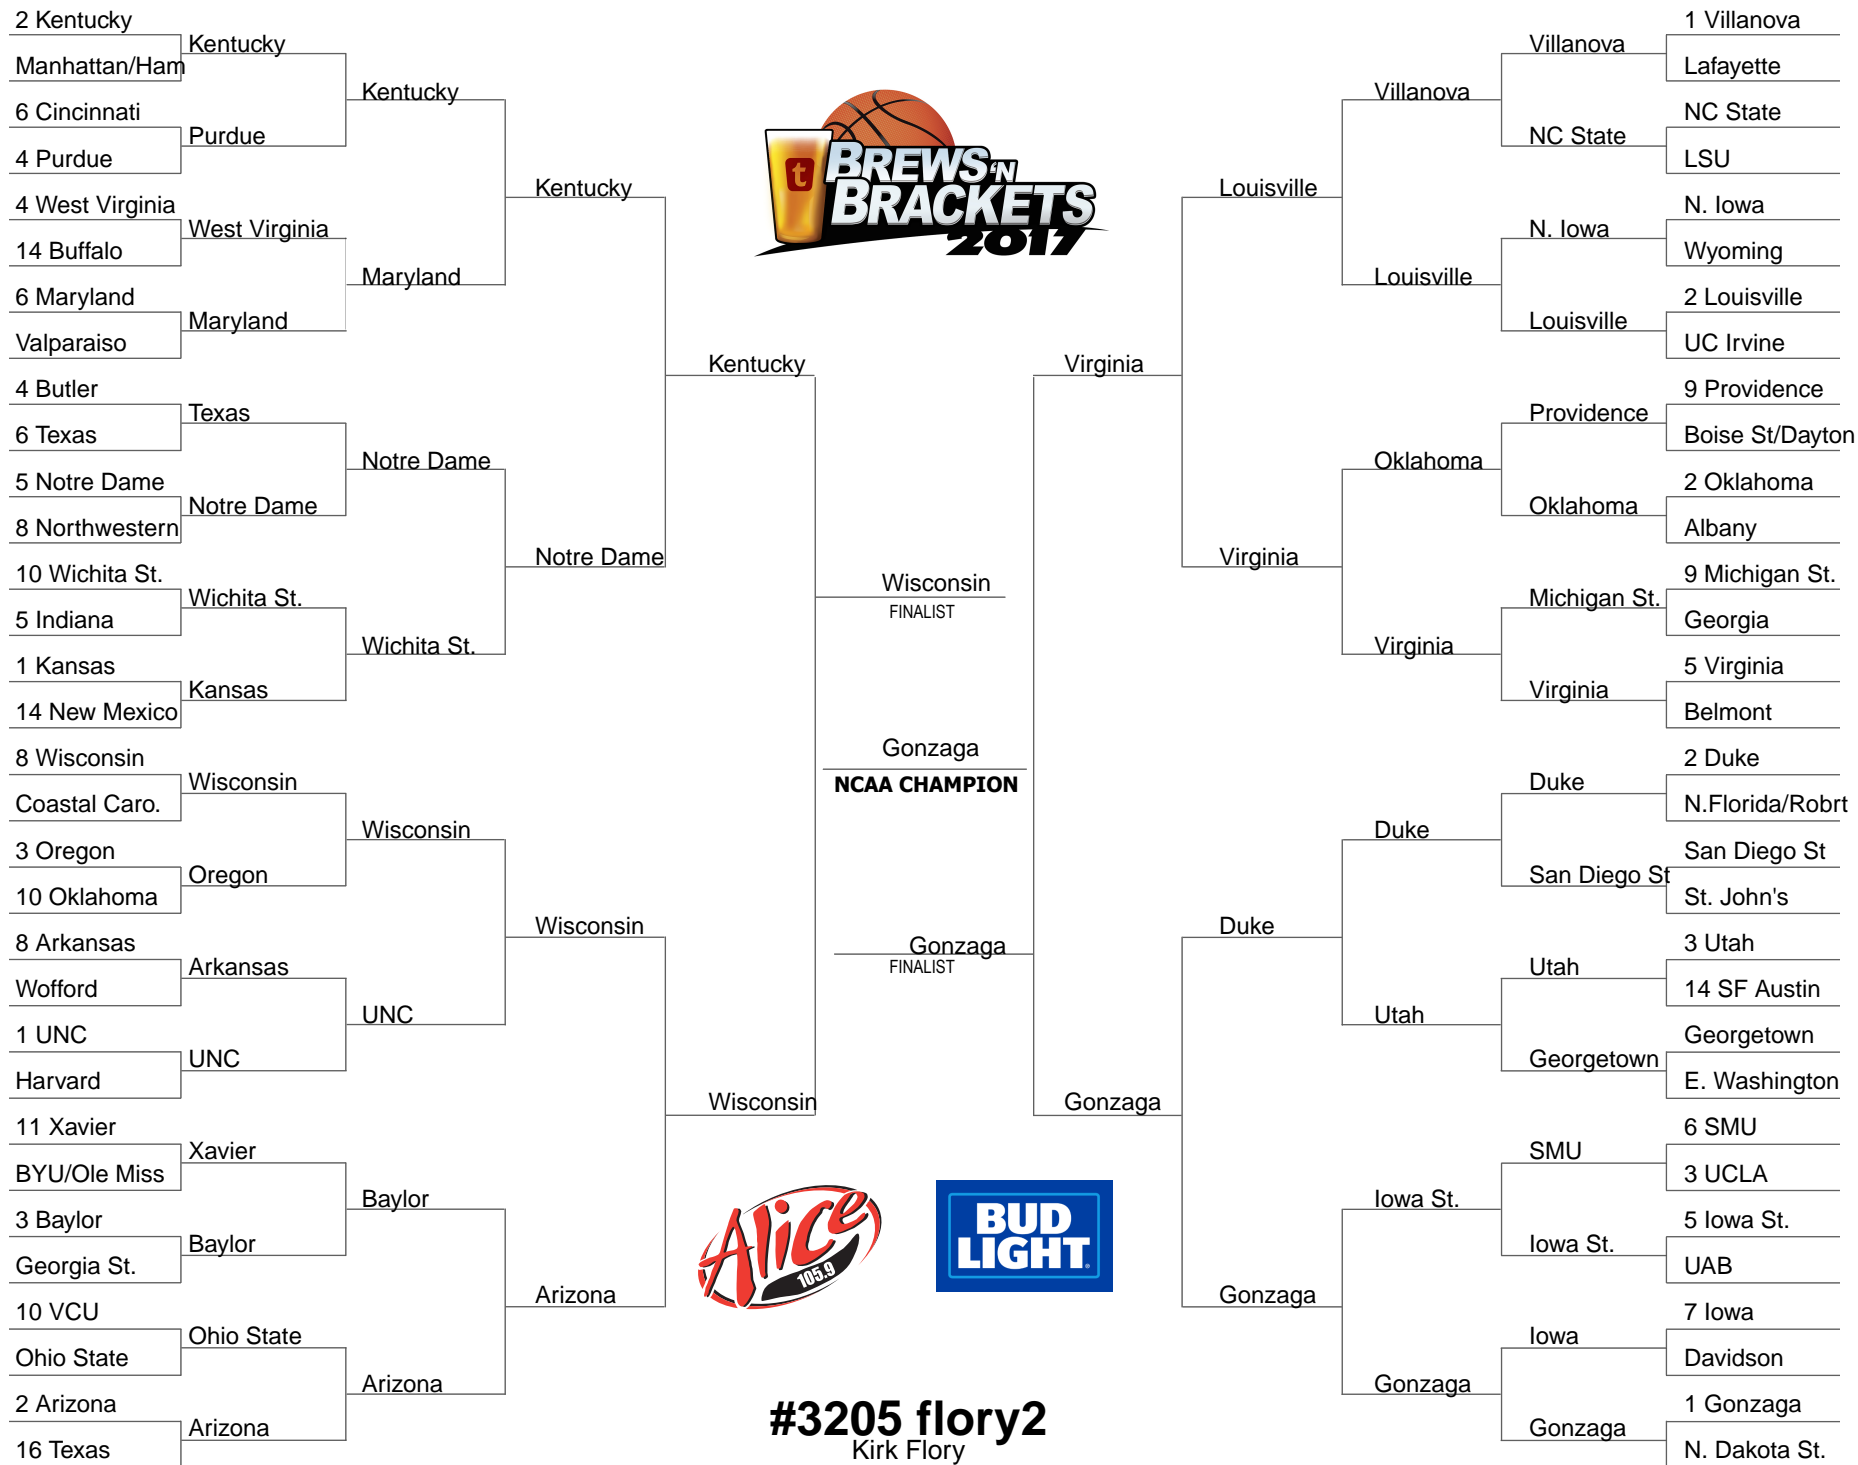 2 Kentucky
Manhattan/Ham
6 Cincinnati
4 Purdue
4 West Virginia
14 Buffalo
6 Maryland
Valparaiso
4 Butler
6 Texas
5 Notre Dame
8 Northwestern
10 Wichita St.
5 Indiana
1 Kansas
14 New Mexico
8 Wisconsin
Coastal Caro.
3 Oregon
10 Oklahoma
8 Arkansas
Wofford
1 UNC
Harvard
11 Xavier
BYU/Ole Miss
3 Baylor
Georgia St.
10 VCU
Ohio State
2 Arizona
16 Texas
Kentucky
Purdue
West Virginia
Maryland
Texas
Notre Dame
Wichita St.
Kansas
Wisconsin
Oregon
Arkansas
UNC
Xavier
Baylor
Ohio State
Arizona
Kentucky
Maryland
Notre Dame
Wichita St.
Wisconsin
UNC
Baylor
Arizona
Kentucky
Notre Dame
Wisconsin
Arizona
Kentucky
Wisconsin
t
BREWS 'N
BRACKETS
2017
Wisconsin
FINALIST
Gonzaga
NCAA CHAMPION
Gonzaga
FINALIST
Alice
105.9
BUD
LIGHT
#3205 flory2
Kirk Flory
Virginia
Gonzaga
Louisville
Virginia
Duke
Gonzaga
Villanova
Louisville
Oklahoma
Virginia
Duke
Utah
Iowa St.
Gonzaga
Villanova
NC State
N. Iowa
Louisville
Providence
Oklahoma
Michigan St.
Virginia
Duke
San Diego St
Utah
Georgetown
SMU
Iowa St.
Iowa
Gonzaga
1 Villanova
Lafayette
NC State
LSU
N. Iowa
Wyoming
2 Louisville
UC Irvine
9 Providence
Boise St/Dayton
2 Oklahoma
Albany
9 Michigan St.
Georgia
5 Virginia
Belmont
2 Duke
N.Florida/Robrt
San Diego St
St. John's
3 Utah
14 SF Austin
Georgetown
E. Washington
6 SMU
3 UCLA
5 Iowa St.
UAB
7 Iowa
Davidson
1 Gonzaga
N. Dakota St.